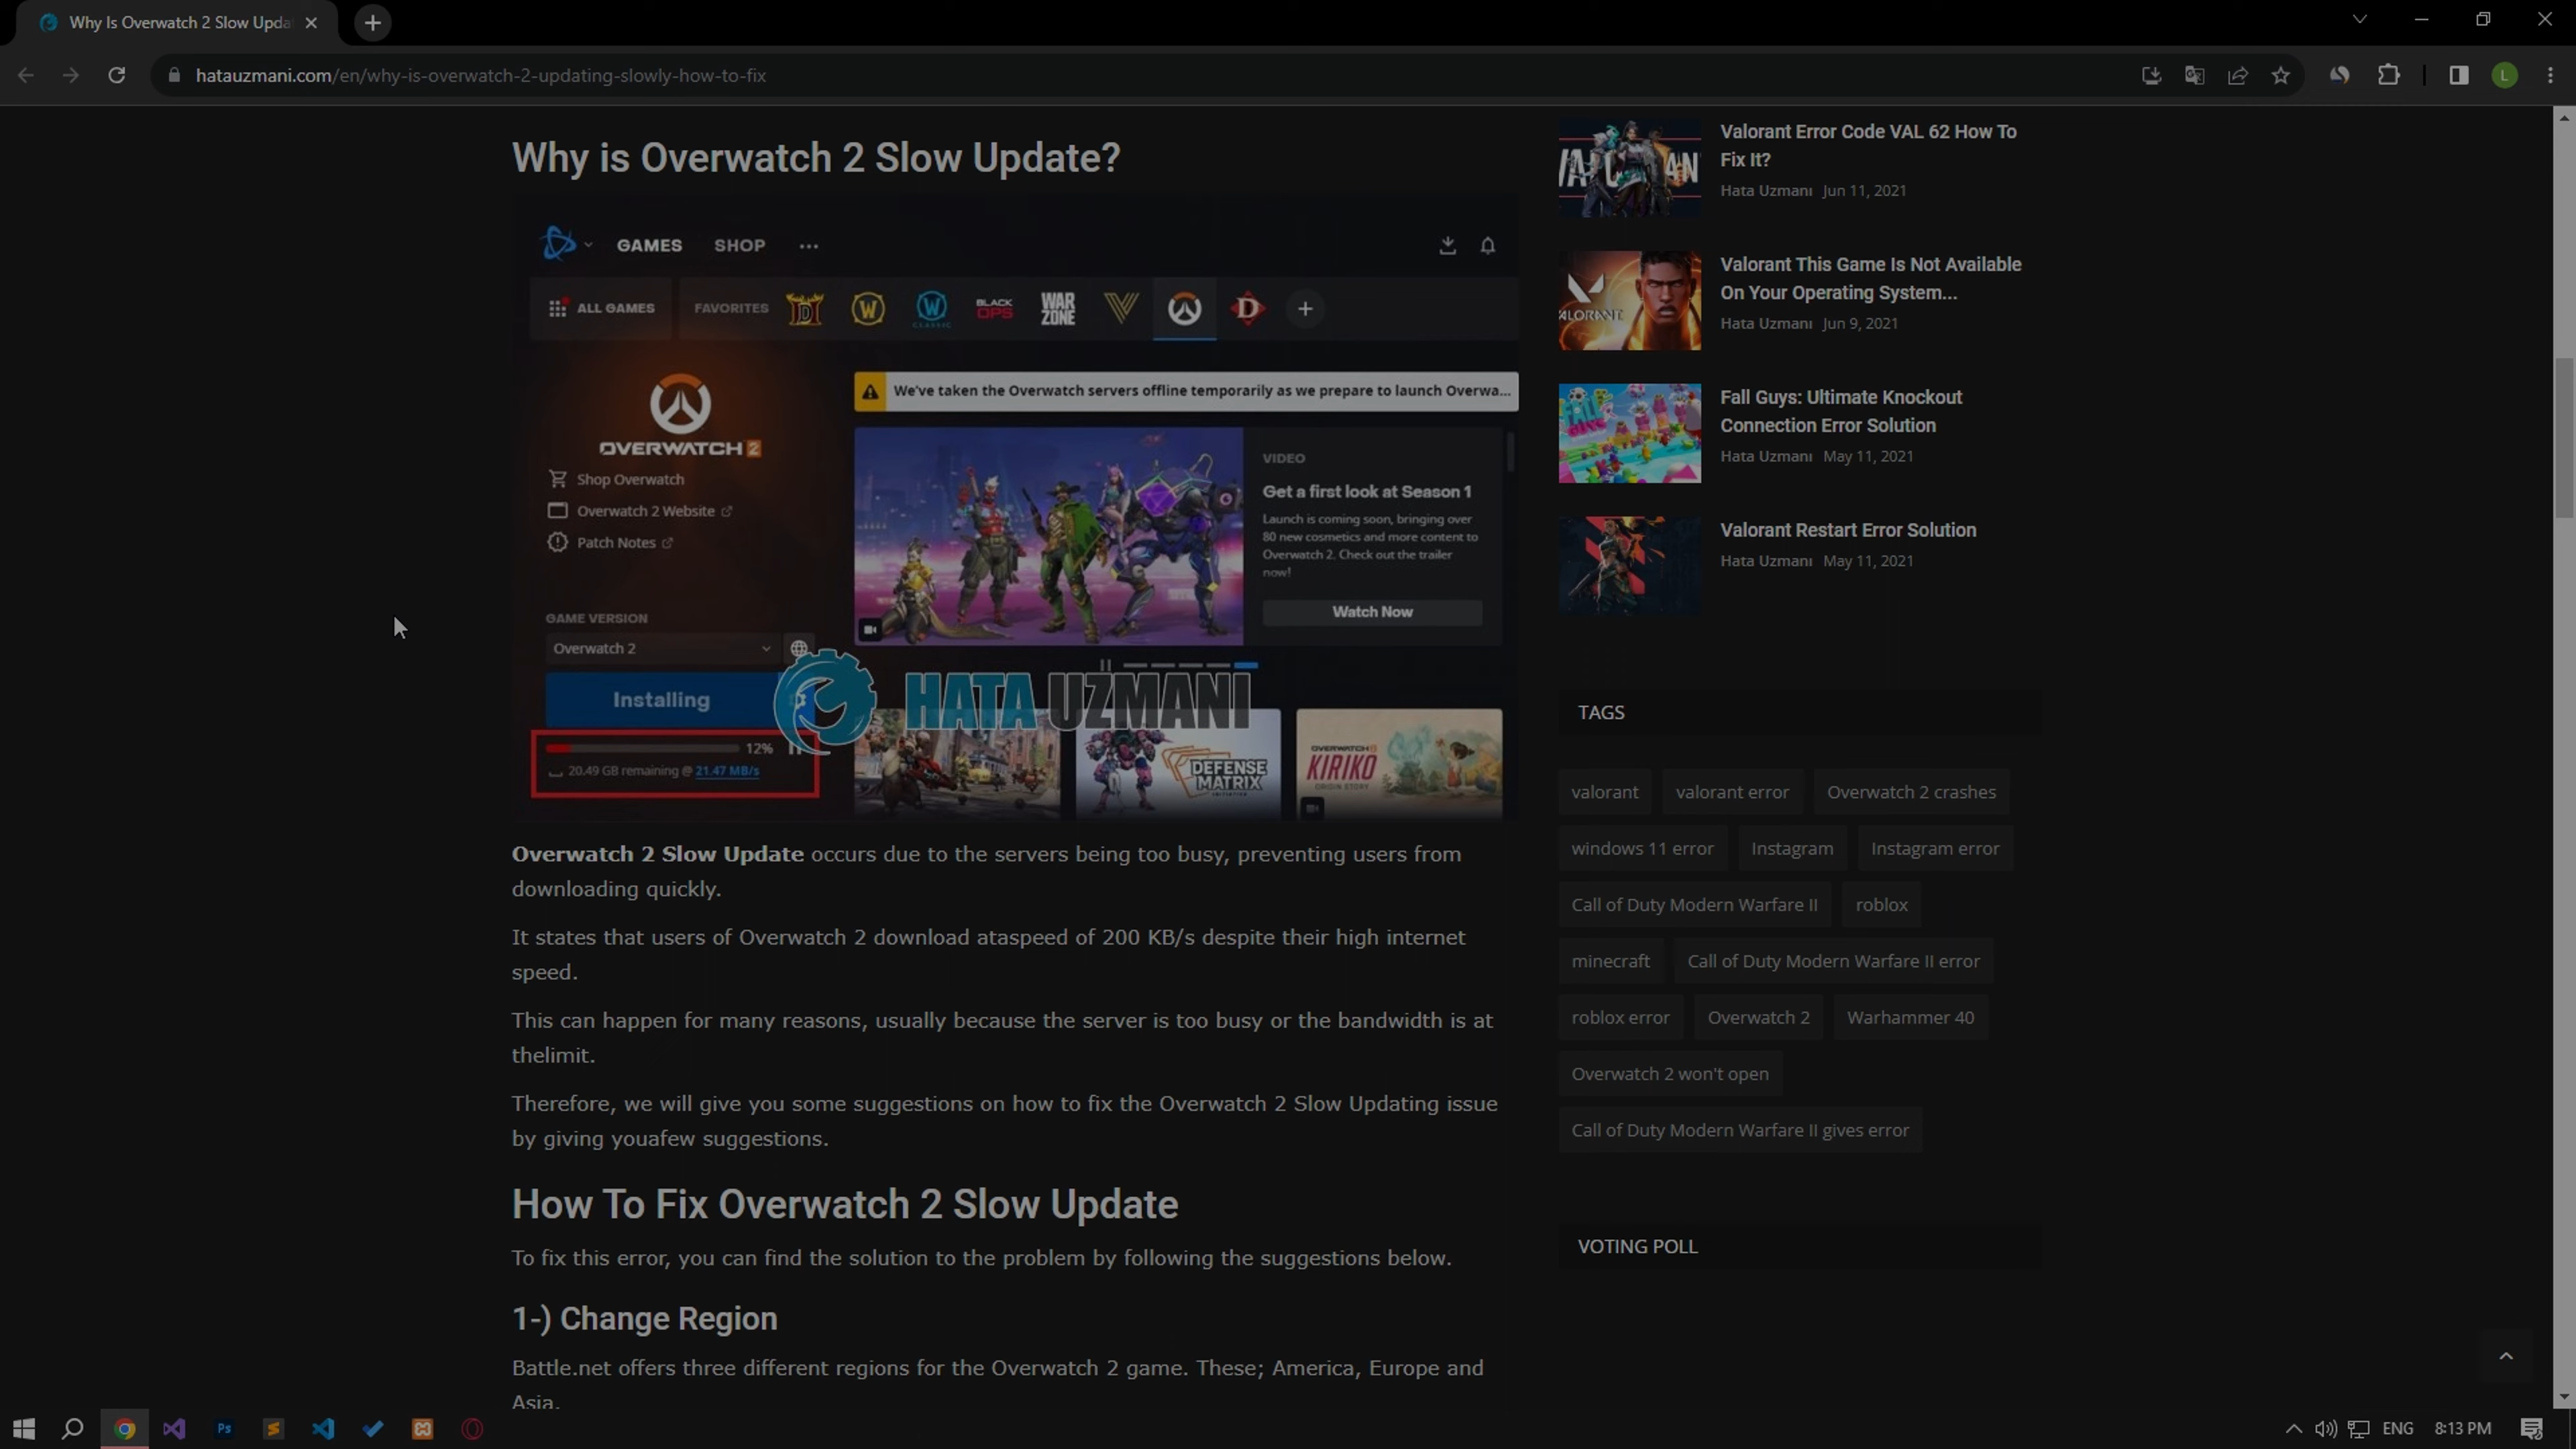 Why Is Overwatch 2 Slow Upda
hatauzmani.com/en/why-is-overwatch-2-updating-slowly-how-to-fix
L
Why is Overwatch 2 Slow Update?
GAMES SHOP
ALL GAMES FAVORITES
CLASSIC
BLACK OPS
WAR ZONE
OVERWATCH 2
Shop Overwatch
Overwatch 2 Website
Patch Notes
GAME VERSION
Overwatch 2
Installing
12%
20.49 GB remaining @ 21.47 MB/s
We've taken the Overwatch servers offline temporarily as we prepare to launch Overwa...
VIDEO
Get a first look at Season 1
Launch is coming soon, bringing over
80 new cosmetics and more content to
Overwatch 2. Check out the trailer
now!
Watch Now
HATA UZMANI
DEFENSE
MATRIX
OVERWATCH 2
KIRIKO
ORIGIN STORY
Overwatch 2 Slow Update occurs due to the servers being too busy, preventing users from
downloading quickly.
It states that users of Overwatch 2 download ataspeed of 200 KB/s despite their high internet
speed.
This can happen for many reasons, usually because the server is too busy or the bandwidth is at
thelimit.
Therefore, we will give you some suggestions on how to fix the Overwatch 2 Slow Updating issue
by giving youafew suggestions.
How To Fix Overwatch 2 Slow Update
To fix this error, you can find the solution to the problem by following the suggestions below.
1-) Change Region
Battle.net offers three different regions for the Overwatch 2 game. These; America, Europe and
Asia.
Valorant Error Code VAL 62 How To
Fix It?
Hata Uzmanı Jun 11, 2021
VALORANT
Valorant This Game Is Not Available
On Your Operating System...
Hata Uzmanı Jun 9, 2021
FALL GUYS
Fall Guys: Ultimate Knockout
Connection Error Solution
Hata Uzmanı May 11, 2021
Valorant Restart Error Solution
Hata Uzmanı May 11, 2021
TAGS
valorant valorant error Overwatch 2 crashes
windows 11 error Instagram Instagram error
Call of Duty Modern Warfare II roblox
minecraft Call of Duty Modern Warfare II error
roblox error Overwatch 2 Warhammer 40
Overwatch 2 won't open
Call of Duty Modern Warfare II gives error
VOTING POLL
Ps
ENG 8:13 PM